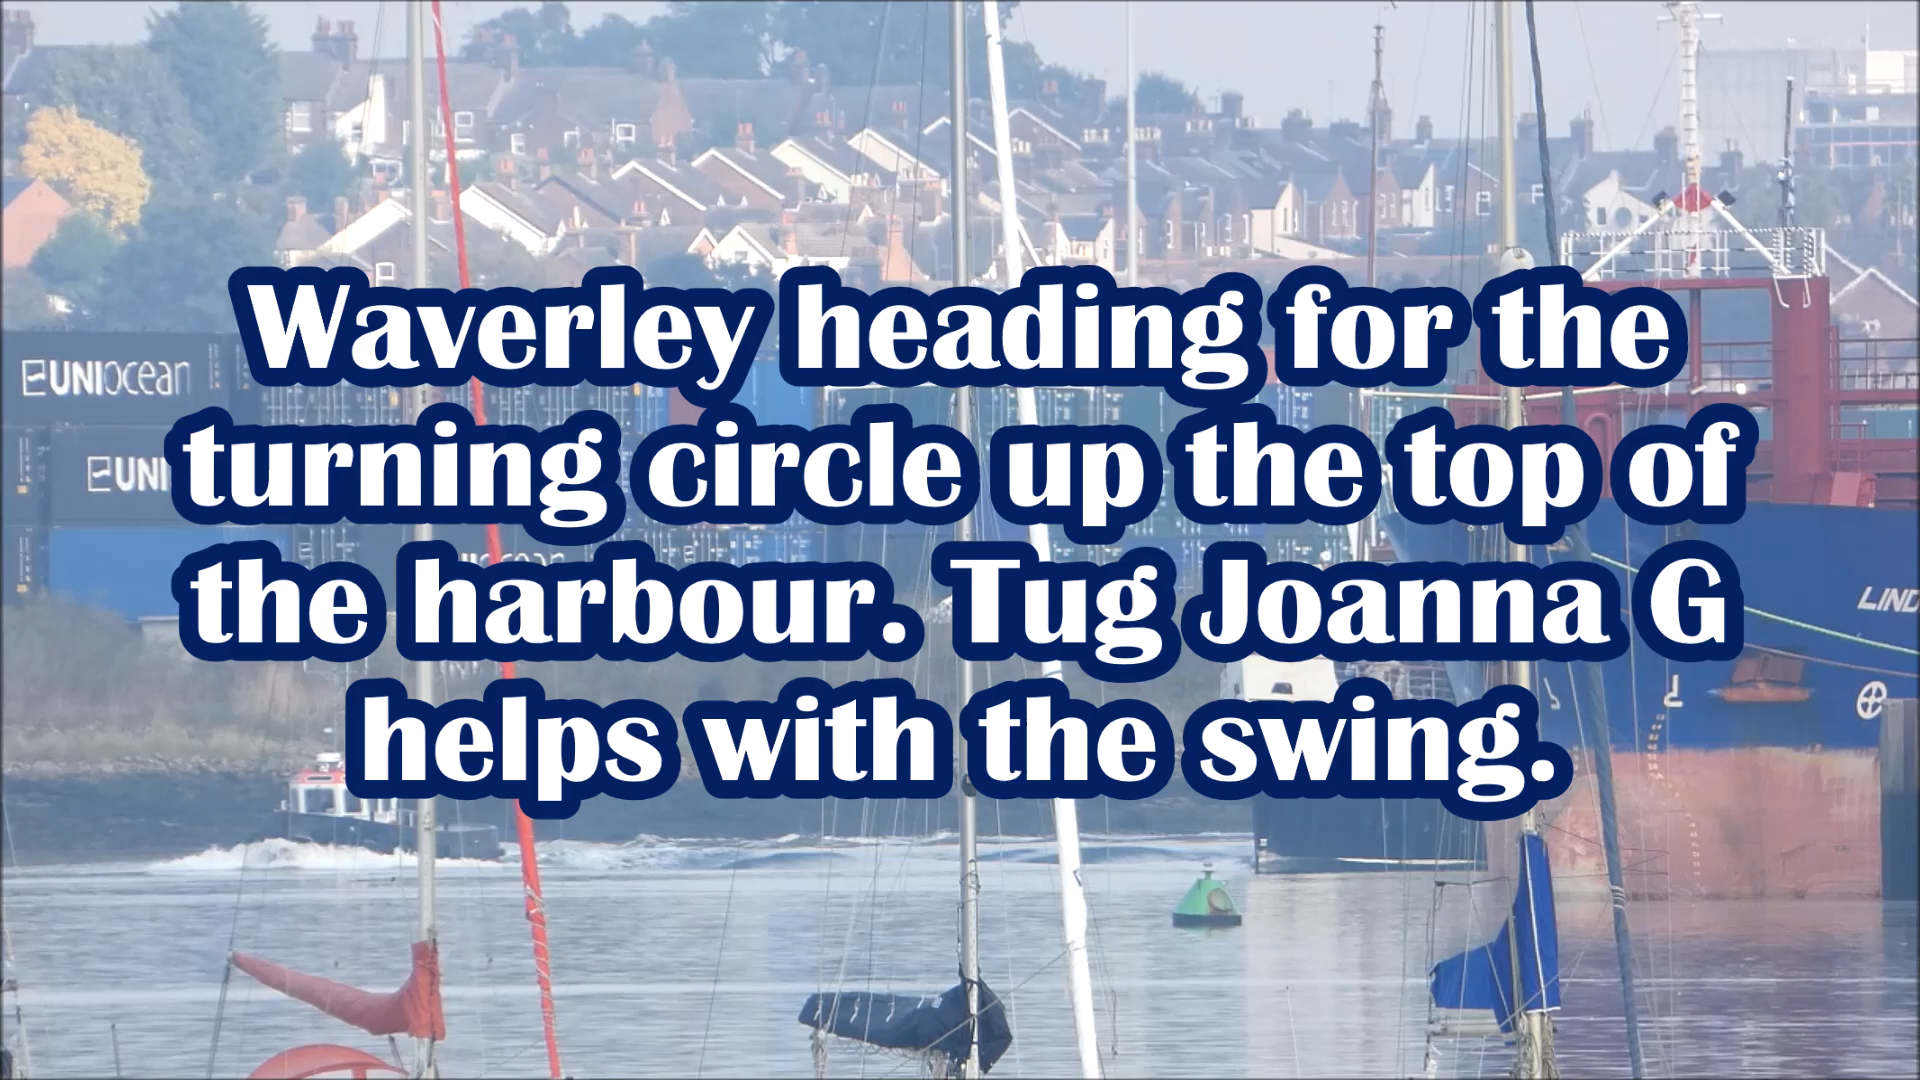 Waverley heading for the
turning circle up the top of
the harbour. Tug Joanna G
helps with the swing.
UNIocean
UNI
LIND